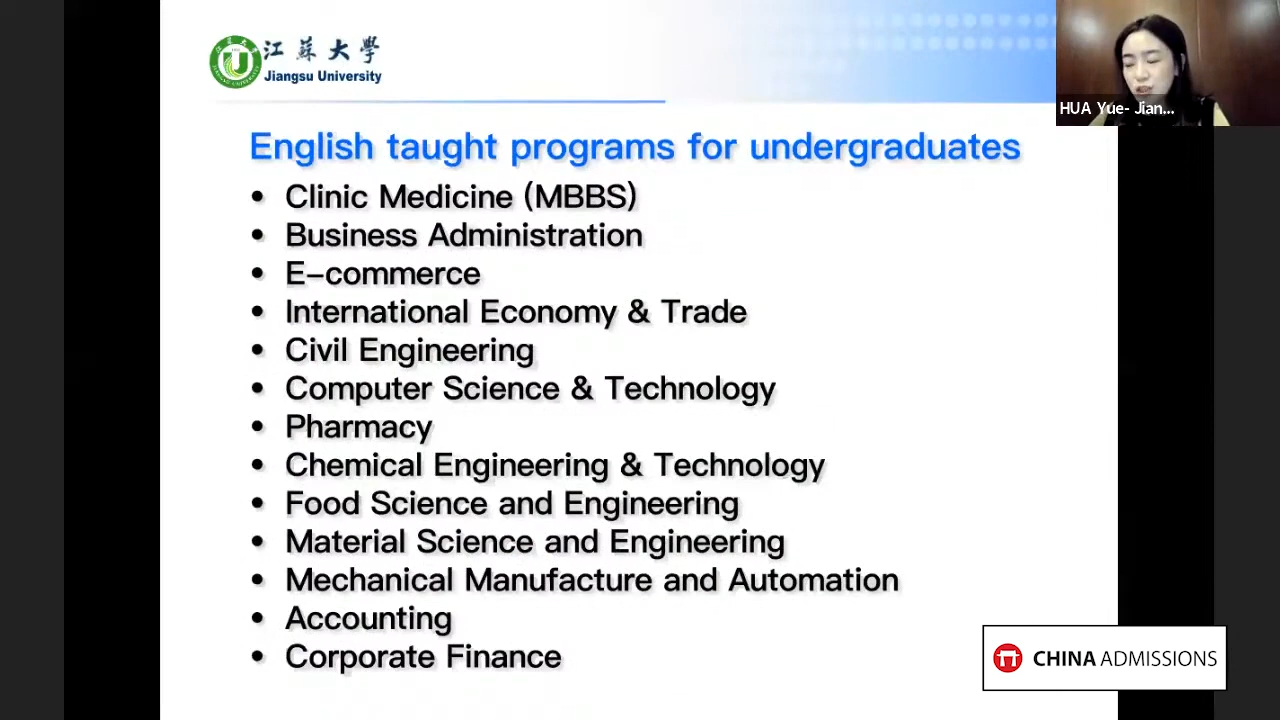 江蘇大學
Jiangsu University
HUA Yue- Jian...
English taught programs for undergraduates
• Clinic Medicine (MBBS)
• Business Administration
• E-commerce
• International Economy & Trade
• Civil Engineering
• Computer Science & Technology
• Pharmacy
• Chemical Engineering & Technology
• Food Science and Engineering
• Material Science and Engineering
• Mechanical Manufacture and Automation
• Accounting
• Corporate Finance
CHINA ADMISSIONS